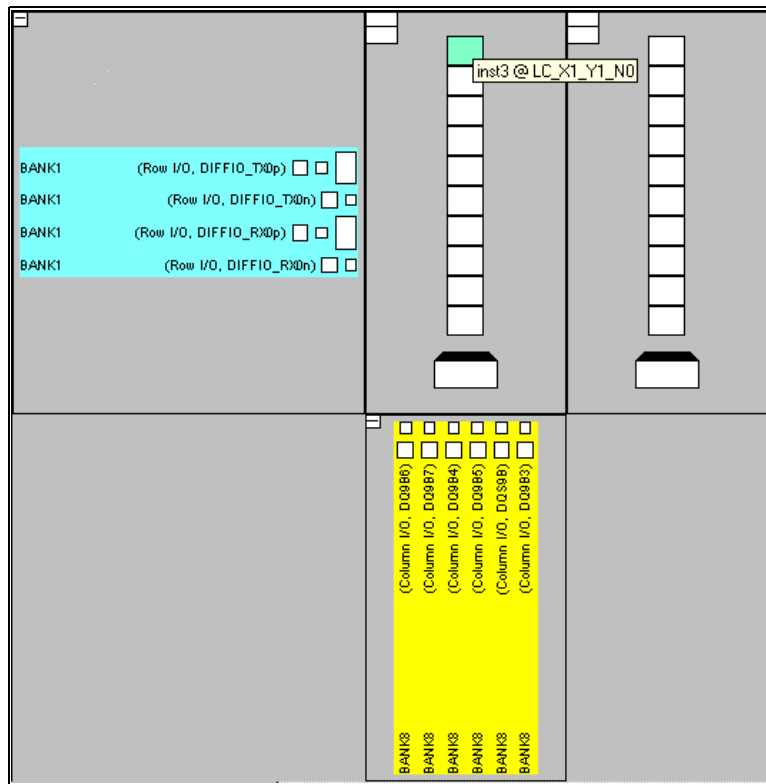 inst3 @ LC_X1_Y1_N0
BANK1 (Row I/O, DIFFIO_TX0p)
BANK1 (Row I/O, DIFFIO_TX0n)
BANK1 (Row I/O, DIFFIO_RX0p)
BANK1 (Row I/O, DIFFIO_RX0n)
BANK8 (Column I/O, DQ9B6)
BANK8 (Column I/O, DQ9B7)
BANK8 (Column I/O, DQ9B4)
BANK8 (Column I/O, DQ9B5)
BANK8 (Column I/O, DQS9B)
BANK8 (Column I/O, DQ9B3)